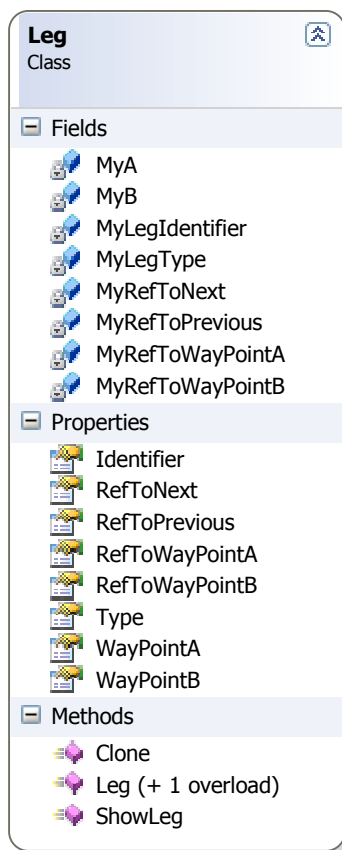 Leg
Class
Fields
MyA
MyB
MyLegIdentifier
MyLegType
MyRefToNext
MyRefToPrevious
MyRefToWayPointA
MyRefToWayPointB
Properties
Identifier
RefToNext
RefToPrevious
RefToWayPointA
RefToWayPointB
Type
WayPointA
WayPointB
Methods
Clone
Leg (+ 1 overload)
ShowLeg